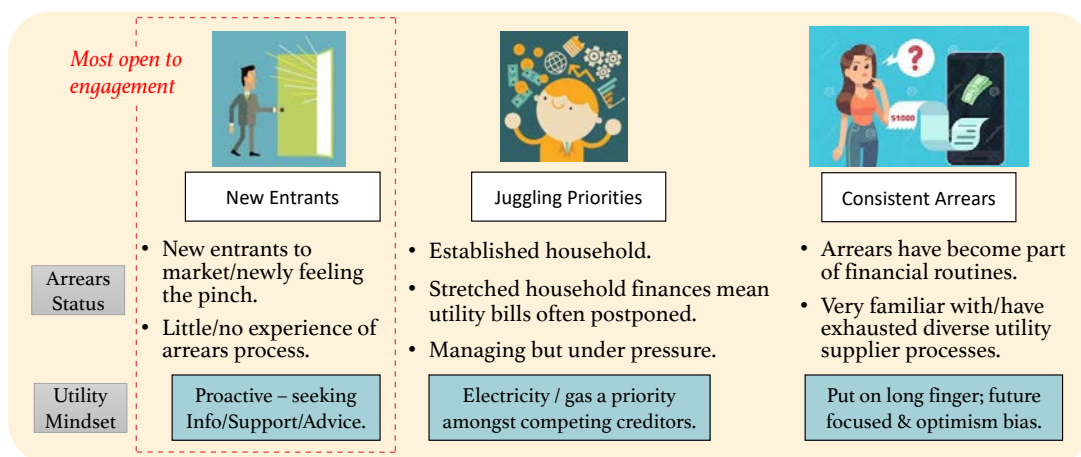 Most open to
engagement
?
$1000
New Entrants
Juggling Priorities
Consistent Arrears
Arrears
Status
• New entrants to
market/newly feeling
the pinch.
• Little/no experience of
arrears process.
• Established household.
• Stretched household finances mean
utility bills often postponed.
• Managing but under pressure.
• Arrears have become part
of financial routines.
• Very familiar with/have
exhausted diverse utility
supplier processes.
Utility
Mindset
Proactive – seeking
Info/Support/Advice.
Electricity / gas a priority
amongst competing creditors.
Put on long finger; future
focused & optimism bias.